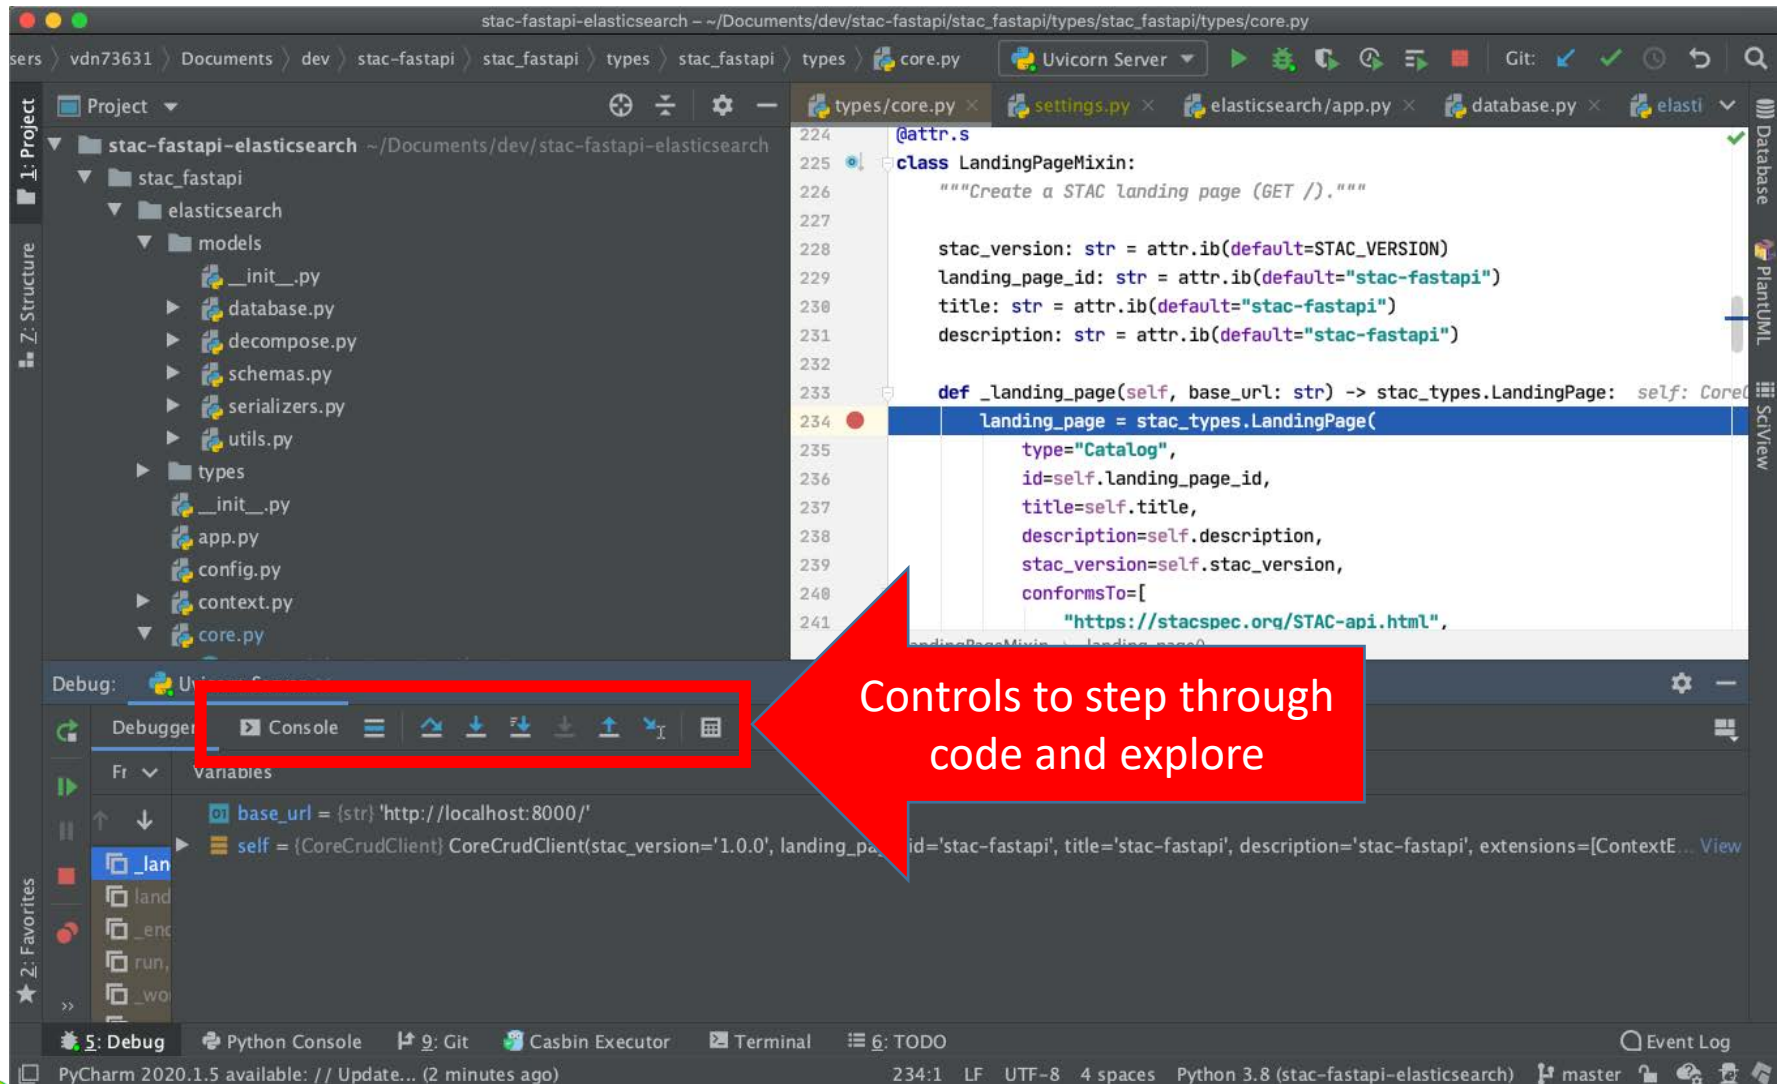 stac-fastapi-elasticsearch – ~/Documents/dev/stac-fastapi/stac_fastapi/types/stac_fastapi/types/core.py
sers › vdn73631 › Documents › dev › stac-fastapi › stac_fastapi › types › stac_fastapi › types › core.py
Uvicorn Server
Git:
1: Project
Project
types/core.py
settings.py
elasticsearch/app.py
database.py
elasti
stac-fastapi-elasticsearch ~/Documents/dev/stac-fastapi-elasticsearch
stac_fastapi
elasticsearch
models
__init__.py
database.py
decompose.py
schemas.py
serializers.py
utils.py
types
__init__.py
app.py
config.py
context.py
core.py
224 @attr.s
225 class LandingPageMixin:
226 """Create a STAC landing page (GET /)."""
227
228 stac_version: str = attr.ib(default=STAC_VERSION)
229 landing_page_id: str = attr.ib(default="stac-fastapi")
230 title: str = attr.ib(default="stac-fastapi")
231 description: str = attr.ib(default="stac-fastapi")
232
233 def _landing_page(self, base_url: str) -> stac_types.LandingPage: self: Core
234 landing_page = stac_types.LandingPage(
235 type="Catalog",
236 id=self.landing_page_id,
237 title=self.title,
238 description=self.description,
239 stac_version=self.stac_version,
240 conformsTo=[
241 "https://stacspec.org/STAC-api.html",
Database
PlantUML
SciView
7: Structure
2: Favorites
Debug:
Debugger
Console
Controls to step through
code and explore
Fr
Variables
base_url = {str} 'http://localhost:8000/'
self = {CoreCrudClient} CoreCrudClient(stac_version='1.0.0', landing_pa id='stac-fastapi', title='stac-fastapi', description='stac-fastapi', extensions=[ContextE... View
_lan
land
_end
run,
_wo
5: Debug
Python Console
9: Git
Casbin Executor
Terminal
6: TODO
Event Log
PyCharm 2020.1.5 available: // Update... (2 minutes ago)
234:1 LF UTF-8 4 spaces Python 3.8 (stac-fastapi-elasticsearch) master